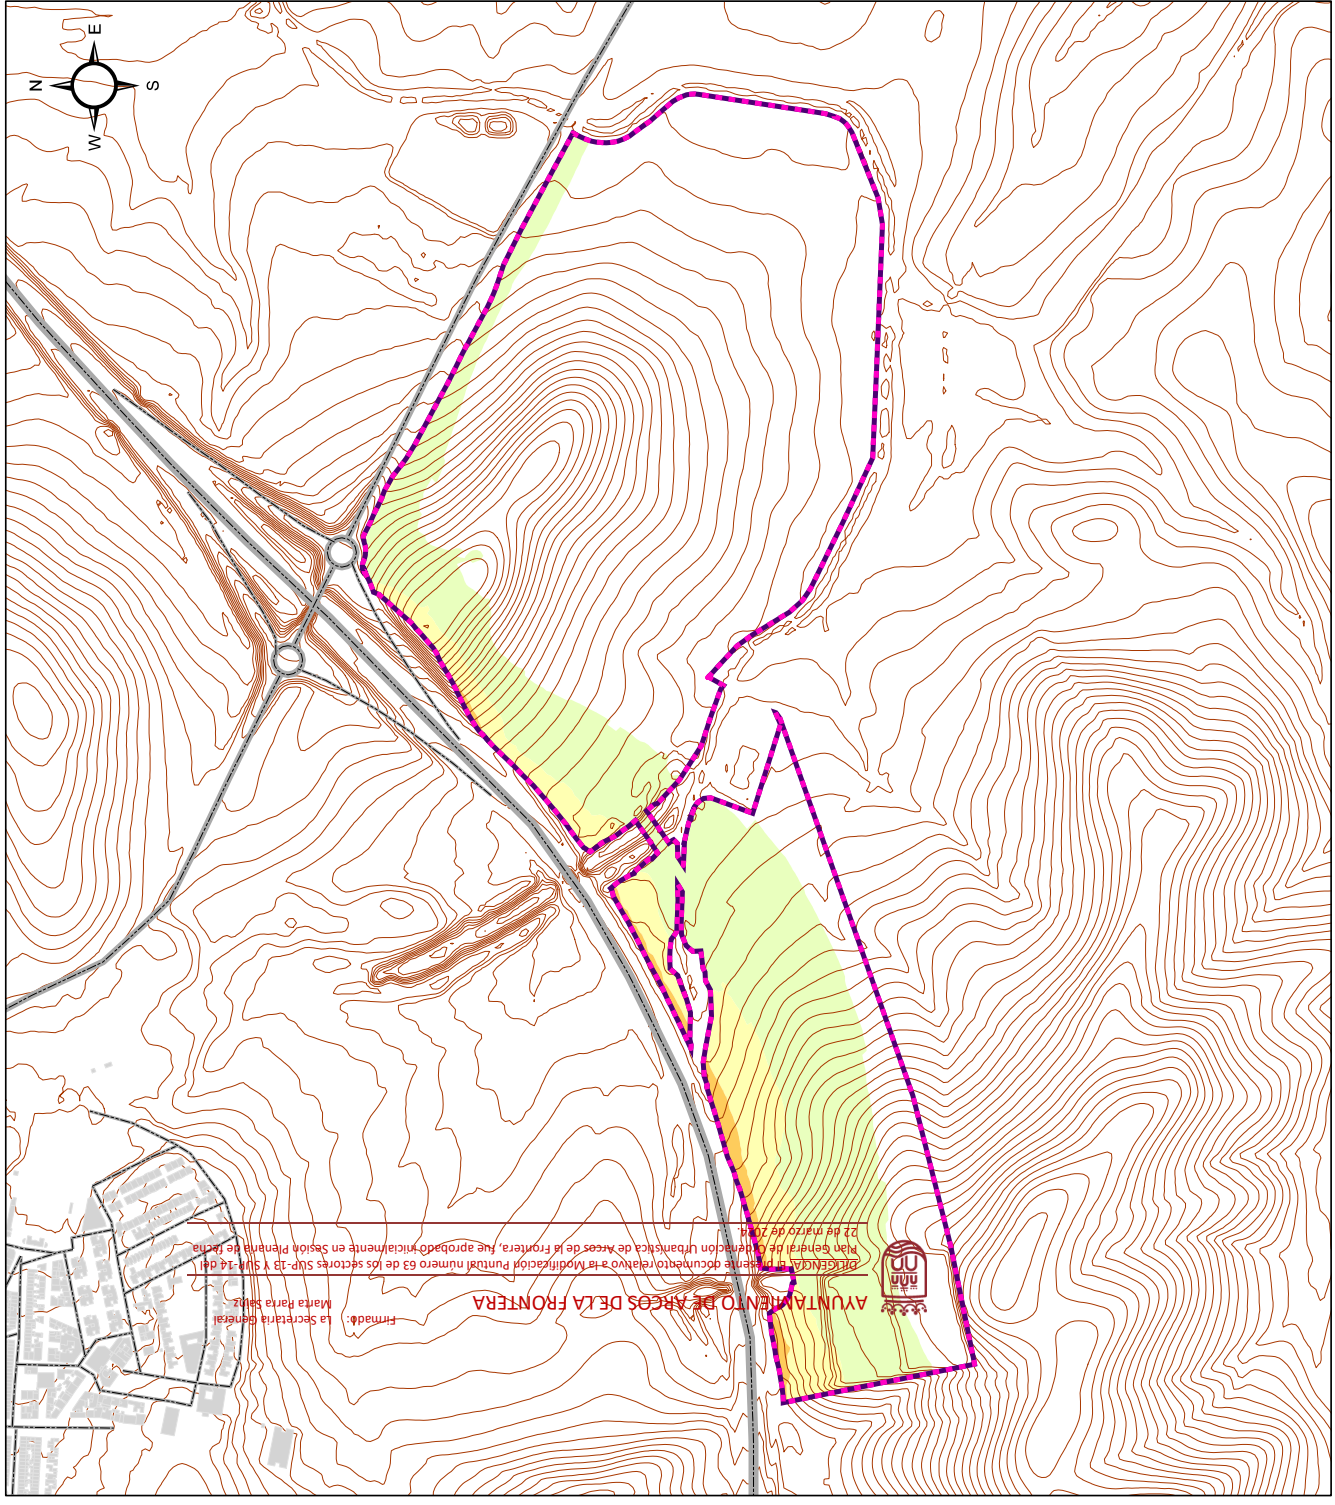 N
W
E
S
AYUNTAMIENTO DE ARCOS DE LA FRONTERA
DILIGENCIA: El presente documento relativo a la Modificación Puntual número 63 de los sectores SUP-13 Y SUP-14 del
Plan General de Ordenación Urbanística de Arcos de la Frontera, fue aprobado inicialmente en Sesión Plenaria de fecha
22 de marzo de 2024.
Firmado: La Secretaria General
Marta Parra Sainz